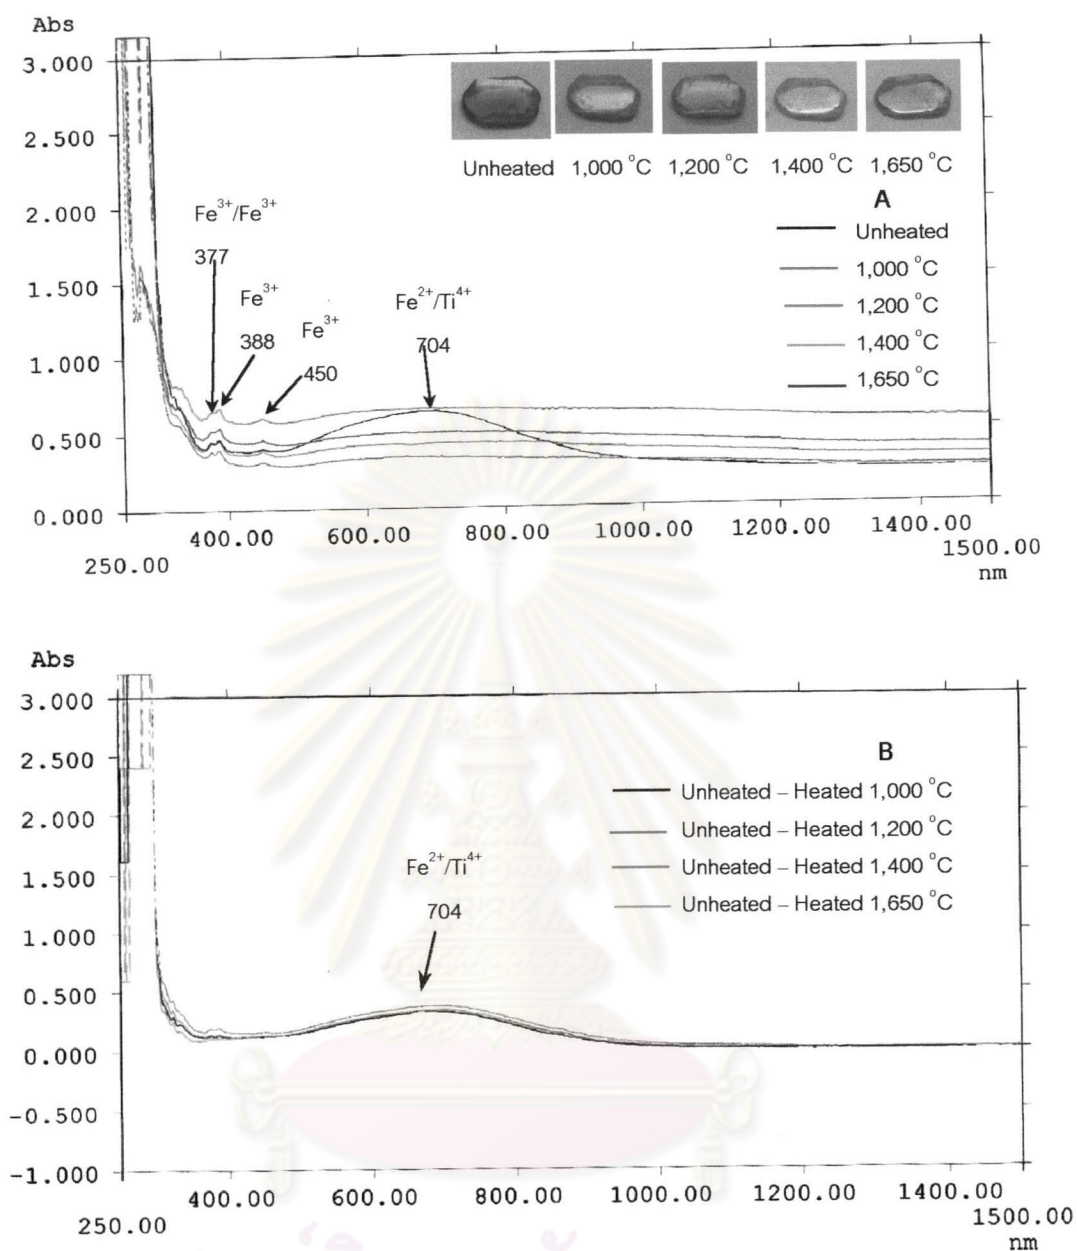 Abs
3.000
2.500
2.000
1.500
1.000
0.500
0.000
Unheated 1,000 °C 1,200 °C 1,400 °C 1,650 °C
A
Unheated
1,000 °C
1,200 °C
1,400 °C
1,650 °C
Fe3+/Fe3+
377
Fe3+
388
Fe3+
450
Fe2+/Ti4+
704
400.00 600.00 800.00 1000.00 1200.00 1400.00
250.00 1500.00
nm
Abs
3.000
2.500
2.000
1.500
1.000
0.500
0.000
-0.500
-1.000
B
Unheated – Heated 1,000 °C
Unheated – Heated 1,200 °C
Unheated – Heated 1,400 °C
Unheated – Heated 1,650 °C
Fe2+/Ti4+
704
400.00 600.00 800.00 1000.00 1200.00 1400.00
250.00 1500.00
nm